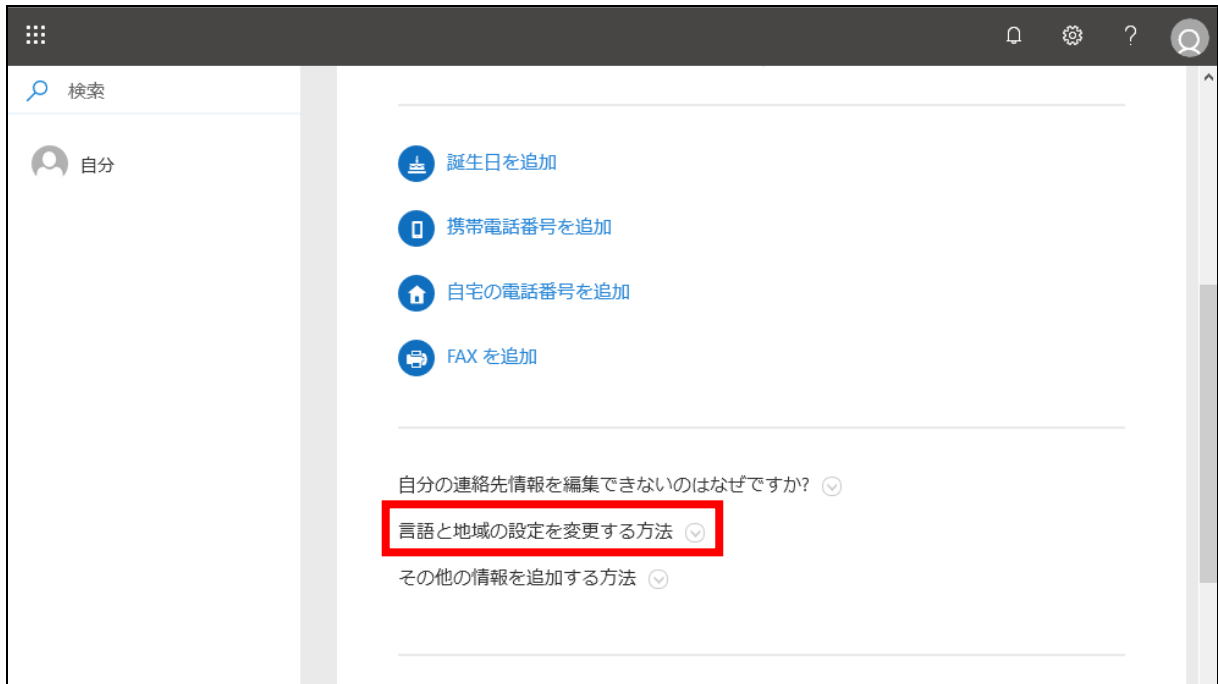 検索
自分
誕生日を追加
携帯電話番号を追加
自宅の電話番号を追加
FAX を追加
自分の連絡先情報を編集できないのはなぜですか?
言語と地域の設定を変更する方法
その他の情報を追加する方法